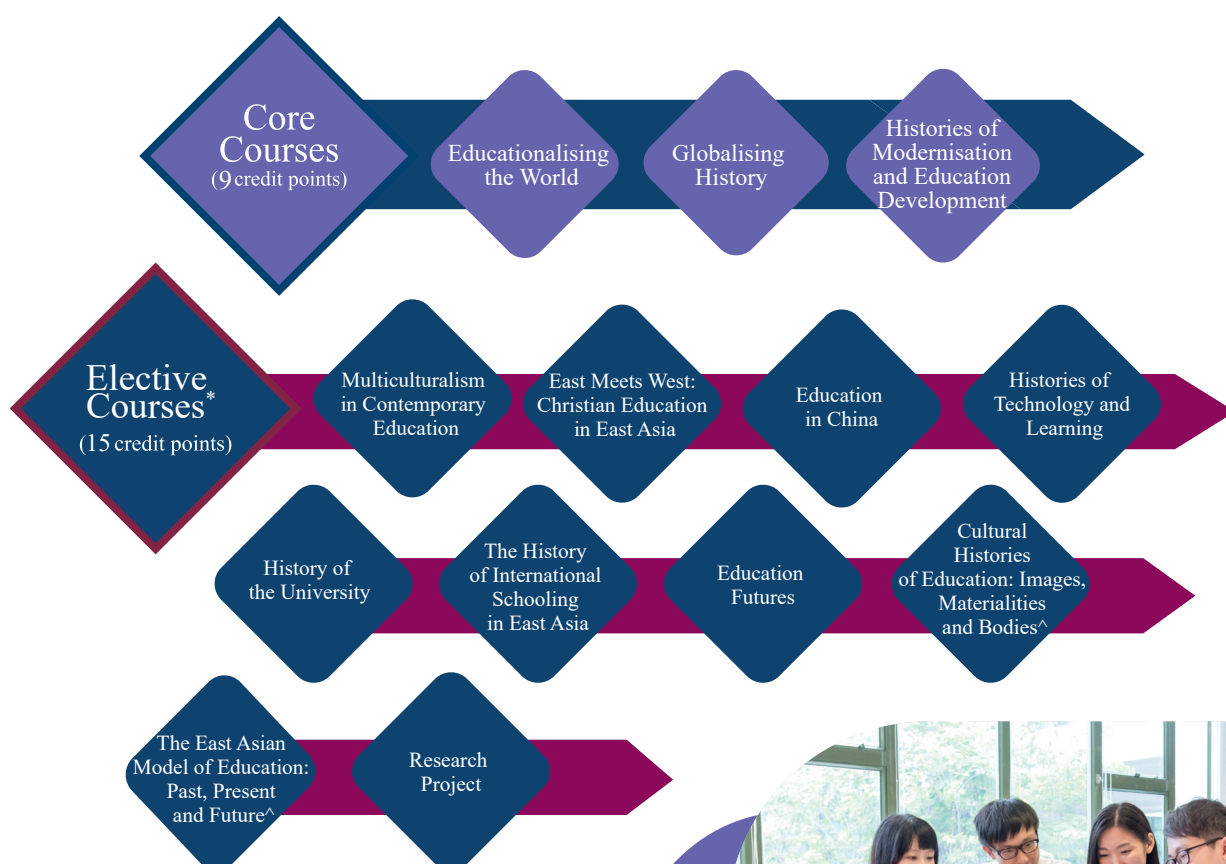 Core
Courses
(9 credit points)
Educationalising
the World
Globalising
History
Histories of
Modernisation
and Education
Development
Elective
Courses*
(15 credit points)
Multiculturalism
in Contemporary
Education
East Meets West:
Christian Education
in East Asia
Education
in China
Histories of
Technology and
Learning
History of
the University
The History
of International
Schooling
in East Asia
Education
Futures
Cultural
Histories
of Education: Images,
Materialities
and Bodies^
The East Asian
Model of Education:
Past, Present
and Future^
Research
Project